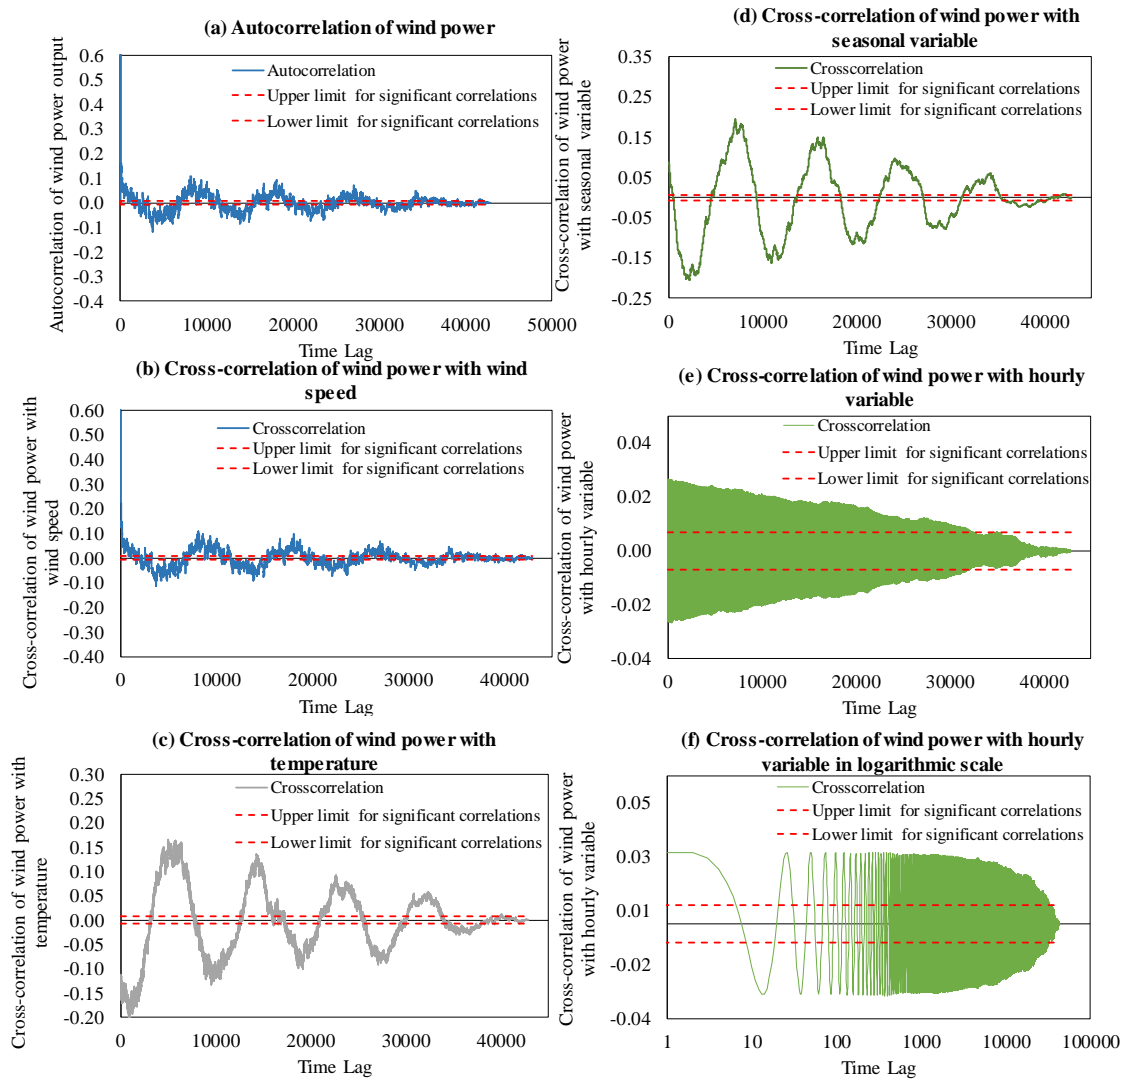 (a) Autocorrelation of wind power
Autocorrelation of wind power output
0.6
0.5
0.4
0.3
0.2
0.1
0.0
-0.1
-0.2
-0.3
-0.4
Autocorrelation
Upper limit for significant correlations
Lower limit for significant correlations
0 10000 20000 30000 40000 50000
Time Lag
(b) Cross-correlation of wind power with wind
speed
Cross-correlation of wind power with
wind speed
0.60
0.50
0.40
0.30
0.20
0.10
0.00
-0.10
-0.20
-0.30
-0.40
Crosscorrelation
Upper limit for significant correlations
Lower limit for significant correlations
0 10000 20000 30000 40000
Time Lag
(c) Cross-correlation of wind power with
temperature
Cross-correlation of wind power with
temperature
0.30
0.25
0.20
0.15
0.10
0.05
0.00
-0.05
-0.10
-0.15
-0.20
Crosscorrelation
Upper limit for significant correlations
Lower limit for significant correlations
0 10000 20000 30000 40000
Time Lag
(d) Cross-correlation of wind power with
seasonal variable
Cross-correlation of wind power
with seasonal variable
0.35
0.25
0.15
0.05
-0.05
-0.15
-0.25
Crosscorrelation
Upper limit for significant correlations
Lower limit for significant correlations
0 10000 20000 30000 40000
Time Lag
(e) Cross-correlation of wind power with hourly
variable
Cross-correlation of wind power
with hourly variable
0.04
0.02
0.00
-0.02
-0.04
Crosscorrelation
Upper limit for significant correlations
Lower limit for significant correlations
0 10000 20000 30000 40000
Time Lag
(f) Cross-correlation of wind power with hourly
variable in logarithmic scale
Cross-correlation of wind power
with hourly variable
0.05
0.03
0.01
-0.02
-0.04
Crosscorrelation
Upper limit for significant correlations
Lower limit for significant correlations
1 10 100 1000 10000 100000
Time Lag